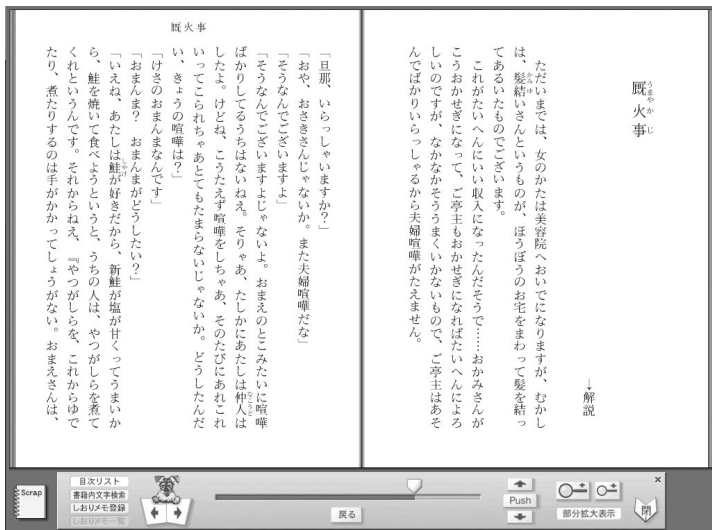 厩火事
→解説
ただいまでは、女のかたは美容院へおいでになりますが、むかし
は、髪結いさんというものが、ほうぼうのお宅をまわって髪を結っ
てあるいたものでございます。
これがたいへんにいい収入になったんだそうで……おかみさんが
こうおかせぎになって、ご亭主もおかせぎになればたいへんによろ
しいのですが、なかなかそううまくいかないもので、ご亭主はあそ
んでばかりいらっしゃるから夫婦喧嘩がたえません。
厩火事
「旦那、いらっしゃいますか？」
「おや、おさきさんじゃないか。また夫婦喧嘩だな」
「そうなんでございますよ」
「そうなんでございますよじゃないよ。おまえのとこみたいに喧嘩
ばかりしてるうちはないねえ。そりゃあ、たしかにあたしは仲人は
したよ。けどね、こうたえず喧嘩をしちゃあ、そのたびにあれこれ
いってこられちゃあとてもたまらないじゃないか。どうしたんだ
い、きょうの喧嘩は？」
「けさのおまんまなんです」
「おまんま？　おまんまがどうしたい？」
「いえね、あたしは鮭が好きだから、新鮭が塩が甘くってうまいか
ら、鮭を焼いて食べようというと、うちの人は、やつがしらを煮て
くれというんです。それからねえ、『やつがしらを、これからゆで
たり、煮たりするのは手がかかってしょうがない。おまえさんは、
Scrap
目次リスト
書籍内文字検索
しおりメモ登録
しおりメモ一覧
戻る
Push
部分拡大表示
閉